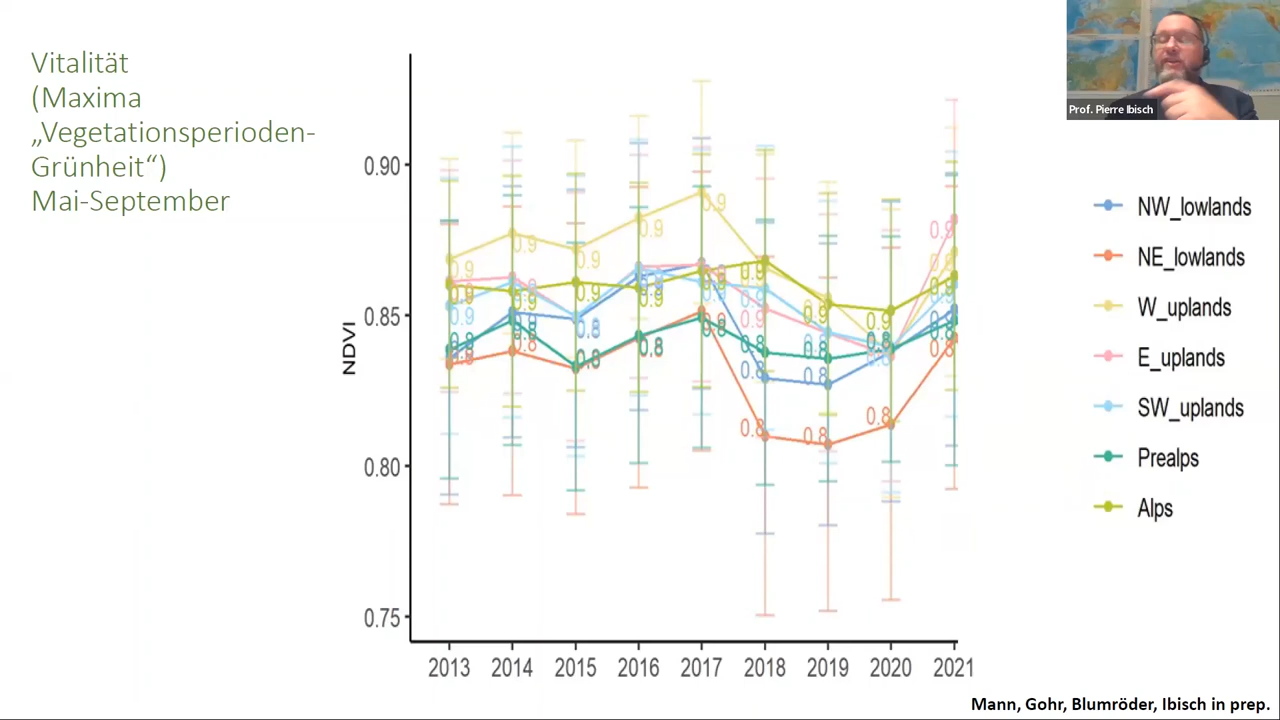 Vitalität
(Maxima
„Vegetationsperioden-
Grünheit“)
Mai-September
Prof. Pierre Ibisch
NDVI
0.90
0.85
0.80
0.75
2013 2014 2015 2016 2017 2018 2019 2020 2021
NW_lowlands
NE_lowlands
W_uplands
E_uplands
SW_uplands
Prealps
Alps
Mann, Gohr, Blumröder, Ibisch in prep.